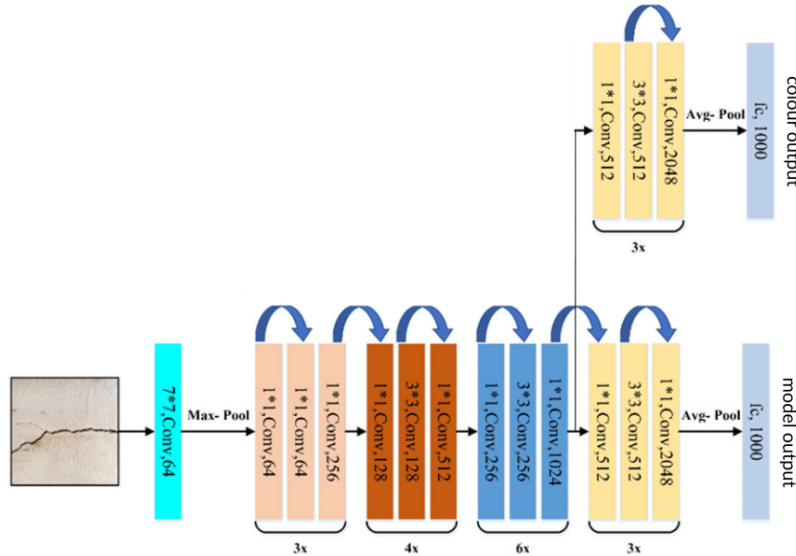 1*1,Conv,512
3*3,Conv,512
1*1,Conv,2048
Avg- Pool
fc, 1000
colour output
3x
7*7,Conv,64
Max- Pool
1*1,Conv,64
1*1,Conv,64
1*1,Conv,256
1*1,Conv,128
3*3,Conv,128
1*1,Conv,512
1*1,Conv,256
3*3,Conv,256
1*1,Conv,1024
1*1,Conv,512
3*3,Conv,512
1*1,Conv,2048
Avg- Pool
fc, 1000
model output
3x
4x
6x
3x